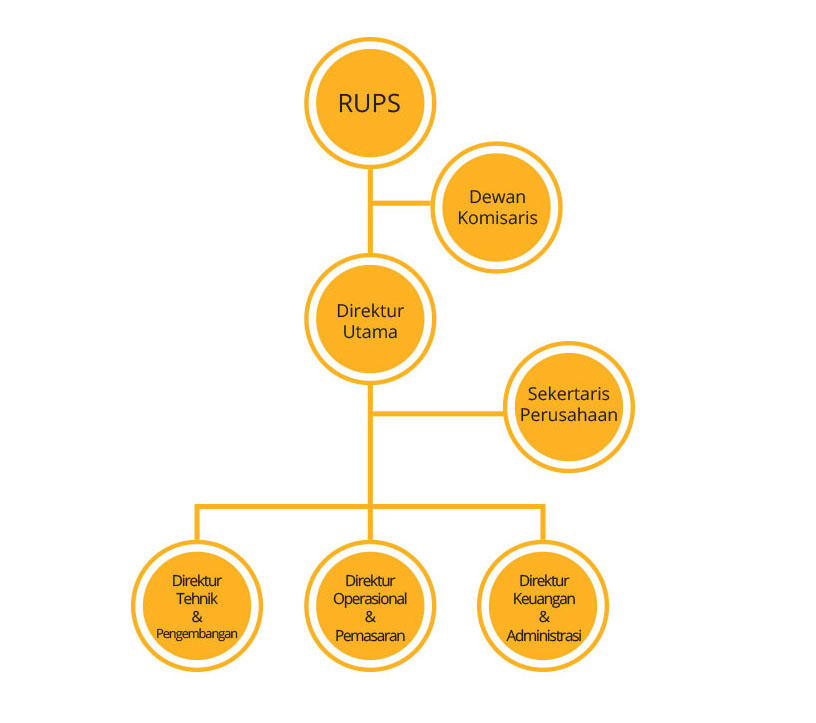 RUPS
Dewan
Komisaris
Direktur
Utama
Sekertaris
Perusahaan
Direktur
Tehnik
&
Pengembangan
Direktur
Operasional
&
Pemasaran
Direktur
Keuangan
&
Administrasi